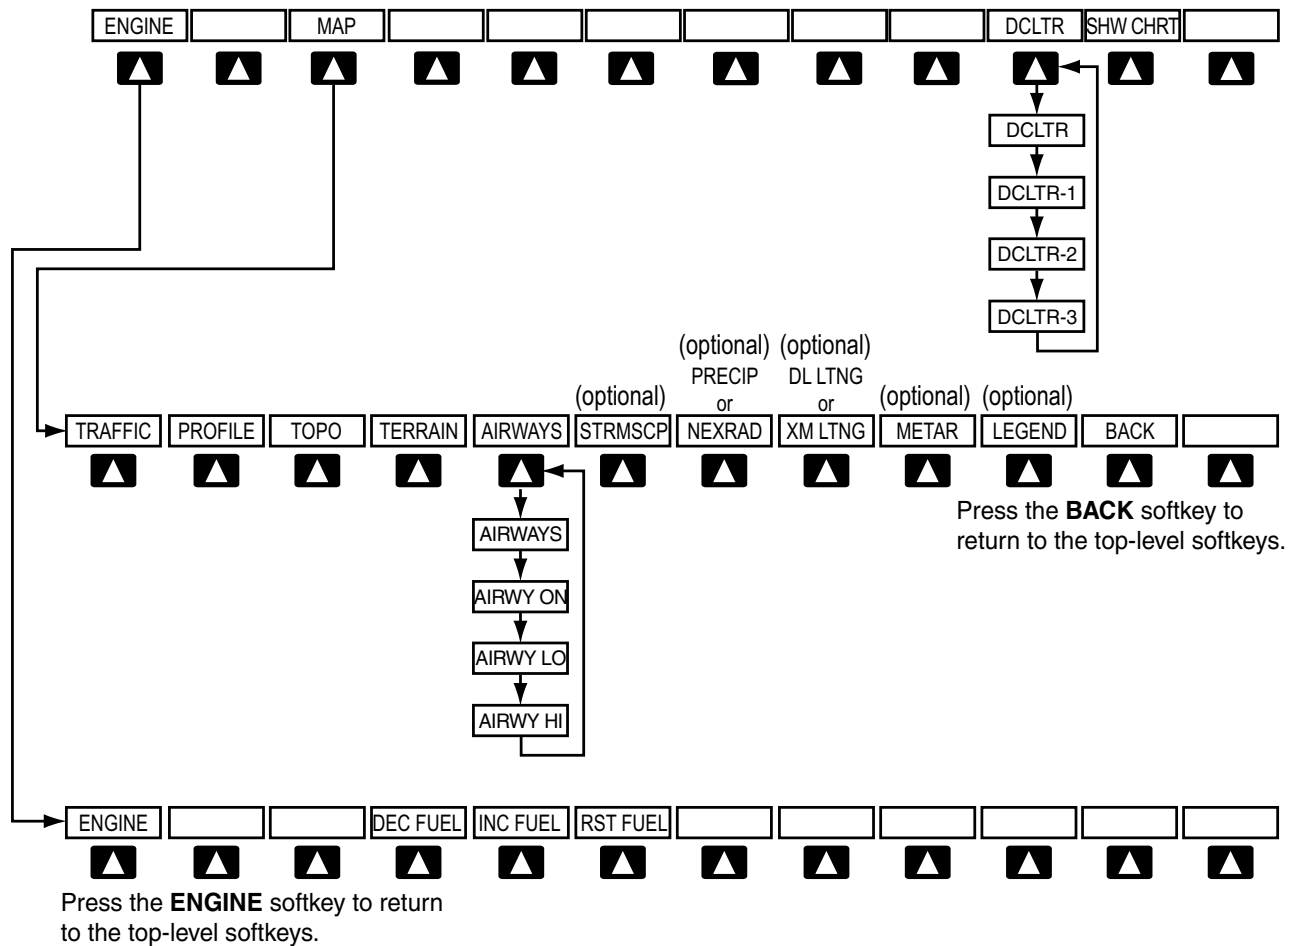 ENGINE MAP DCLTR SHW CHRT
DCLTR
DCLTR-1
DCLTR-2
DCLTR-3
(optional) (optional)
PRECIP DL LTNG
(optional) or or (optional) (optional)
TRAFFIC PROFILE TOPO TERRAIN AIRWAYS STRMSCP NEXRAD XM LTNG METAR LEGEND BACK
Press the BACK softkey to
return to the top-level softkeys.
AIRWAYS
AIRWY ON
AIRWY LO
AIRWY HI
ENGINE DEC FUEL INC FUEL RST FUEL
Press the ENGINE softkey to return
to the top-level softkeys.